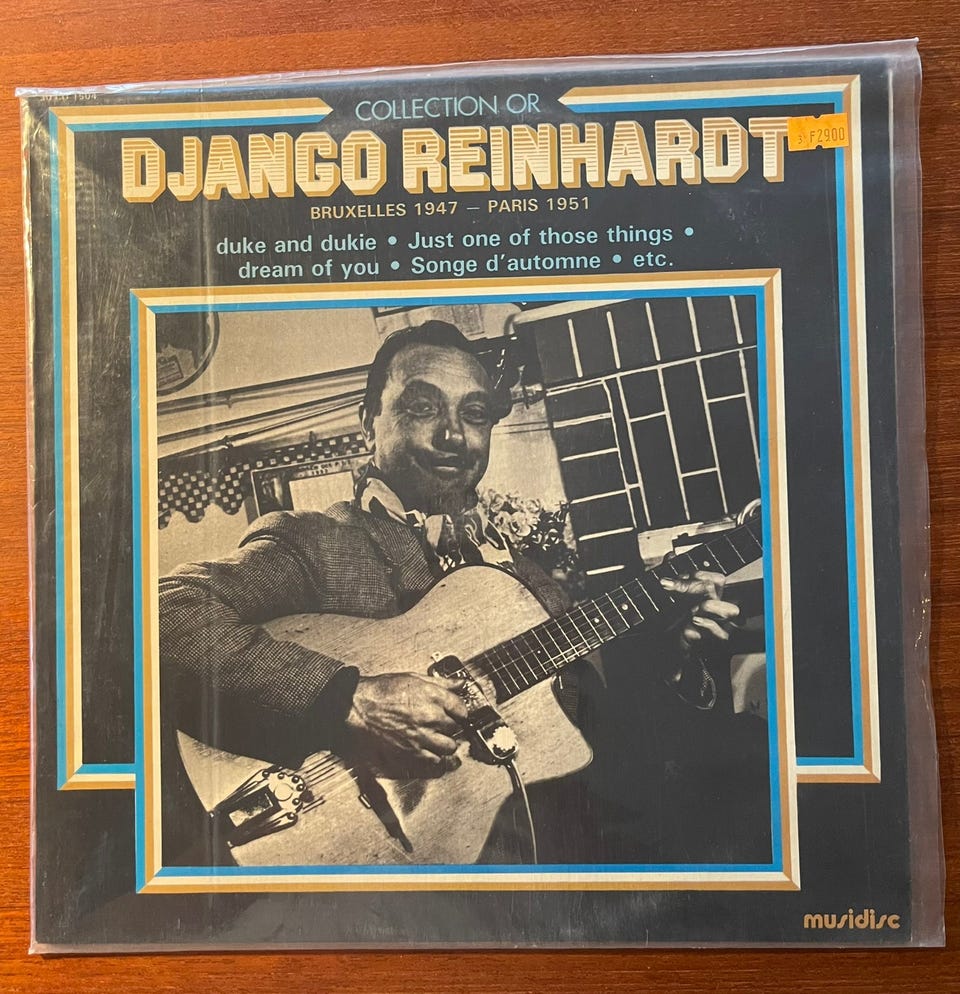 COLLECTION OR
DJANGO REINHARDT
BRUXELLES 1947 – PARIS 1951
duke and dukie • Just one of those things •
dream of you • Songe d'automne • etc.
3 F2900
musidisc